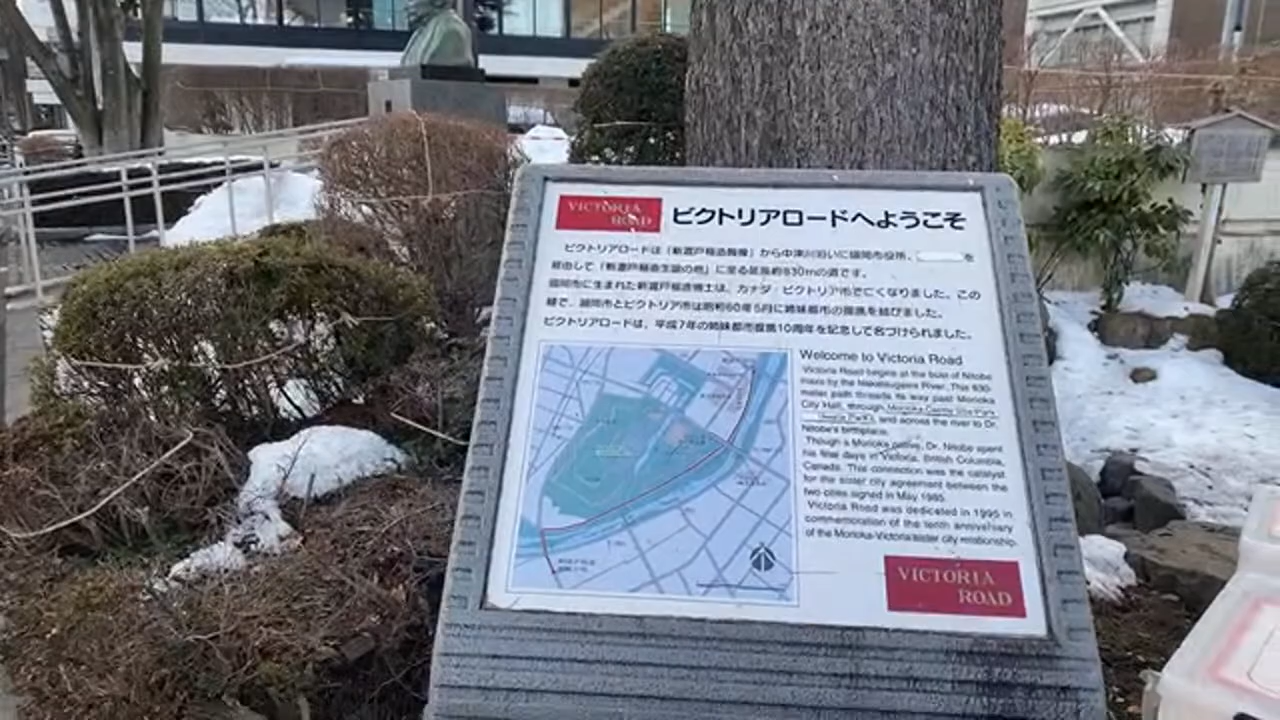 VICTORIA
ROAD
ビクトリアロードへようこそ
ビクトリアロードは「新渡戸稲造胸像」から中津川沿いに盛岡市役所、を
経由して「新渡戸稲造生誕の地」に至る延長約930mの道です。
盛岡市に生まれた新渡戸稲造博士は、カナダ・ビクトリア市で亡くなりました。この
縁で、盛岡市とビクトリア市は昭和60年5月に姉妹都市の提携を結びました。
ビクトリアロードは、平成7年の姉妹都市提携10周年を記念して名づけられました。
Welcome to Victoria Road
Victoria Road begins at the bust of Nitobe
Inazo by the Nakatsugawa River. This 930-
meter path threads its way past Morioka
City Hall, through Morioka Castle Site Park
and across the river to Dr.
Nitobe's birthplace.
Though a Morioka native, Dr. Nitobe spent
his final days in Victoria, British Columbia,
Canada. This connection was the catalyst
for the sister city agreement between the
two cities signed in May 1985.
Victoria Road was dedicated in 1995 in
commemoration of the tenth anniversary
of the Morioka-Victoria sister city relationship.
VICTORIA
ROAD